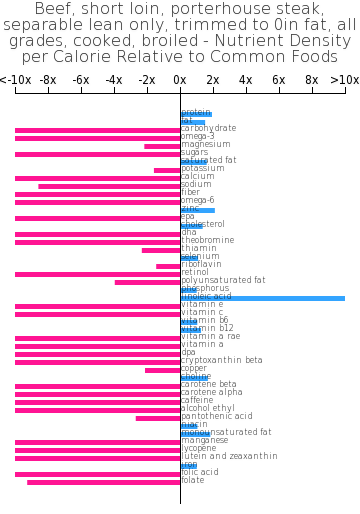 Beef, short loin, porterhouse steak,
separable lean only, trimmed to 0in fat, all
grades, cooked, broiled - Nutrient Density
per Calorie Relative to Common Foods
<-10x -8x -6x -4x -2x 0x 2x 4x 6x 8x >10x
protein
fat
carbohydrate
omega-3
magnesium
sugars
saturated fat
potassium
calcium
sodium
fiber
omega-6
zinc
epa
cholesterol
dha
theobromine
thiamin
selenium
riboflavin
retinol
polyunsaturated fat
phosphorus
linoleic acid
vitamin e
vitamin c
vitamin b6
vitamin b12
vitamin a rae
vitamin a
dpa
cryptoxanthin beta
copper
choline
carotene beta
carotene alpha
caffeine
alcohol ethyl
pantothenic acid
niacin
monounsaturated fat
manganese
lycopene
lutein and zeaxanthin
iron
folic acid
folate